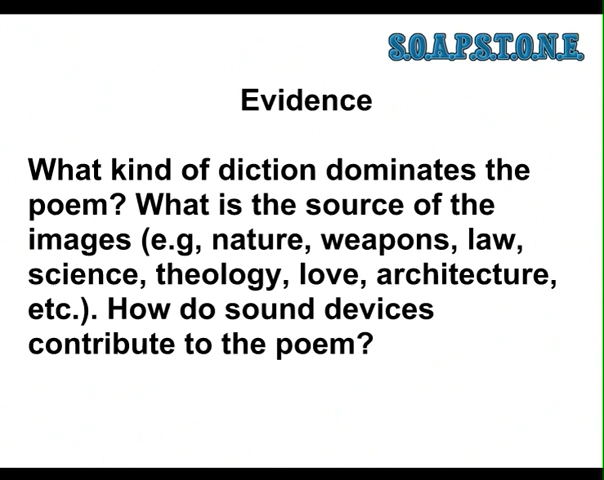 S.O.A.P.S.T.O.N.E.
Evidence
What kind of diction dominates the
poem? What is the source of the
images (e.g, nature, weapons, law,
science, theology, love, architecture,
etc.). How do sound devices
contribute to the poem?